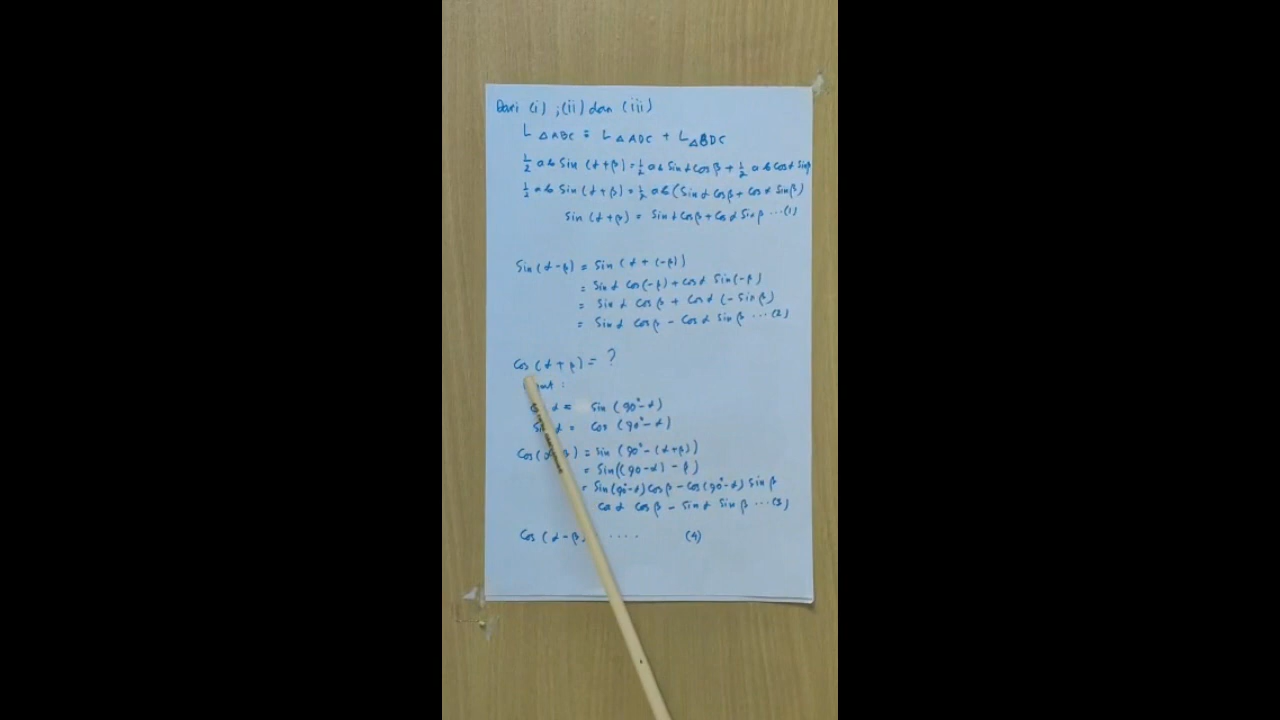 Dari (i) ; (ii) dan (iii)
L △ABC = L △ADC + L △BDC
1/2 ab Sin (α+β) = 1/2 ab Sin α Cos β + 1/2 ab Cos α Sin β
1/2 ab Sin (α+β) = 1/2 ab (Sin α Cos β + Cos α Sin β)
Sin (α+β) = Sin α Cos β + Cos α Sin β ...(1)
Sin (α-β) = Sin (α + (-β))
= Sin α Cos (-β) + Cos α Sin (-β)
= Sin α Cos β + Cos α (- Sin β)
= Sin α Cos β - Cos α Sin β ...(2)
Cos (α+β) = ?
:
α = Sin (90°-α)
α = Cos (90°-α)
Cos (α β) = Sin (90° - (α+β))
= Sin ((90-α) - β)
= Sin (90°-α) Cos β - Cos (90°-α) Sin β
Cos α Cos β - Sin α Sin β ...(3)
Cos (α-β .... (4)